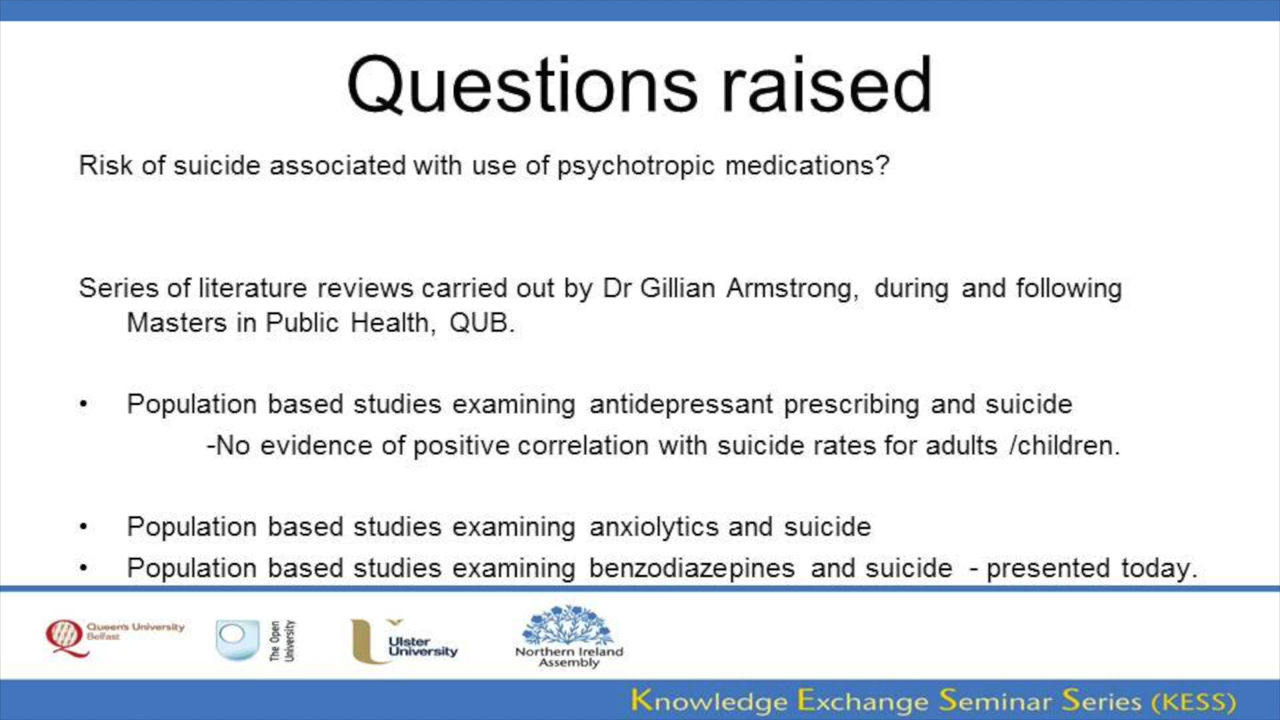 Questions raised
Risk of suicide associated with use of psychotropic medications?
Series of literature reviews carried out by Dr Gillian Armstrong, during and following
Masters in Public Health, QUB.
• Population based studies examining antidepressant prescribing and suicide
-No evidence of positive correlation with suicide rates for adults /children.
• Population based studies examining anxiolytics and suicide
• Population based studies examining benzodiazepines and suicide - presented today.
Queen's University
Belfast
The Open
University
Ulster
University
Northern Ireland
Assembly
Knowledge Exchange Seminar Series (KESS)